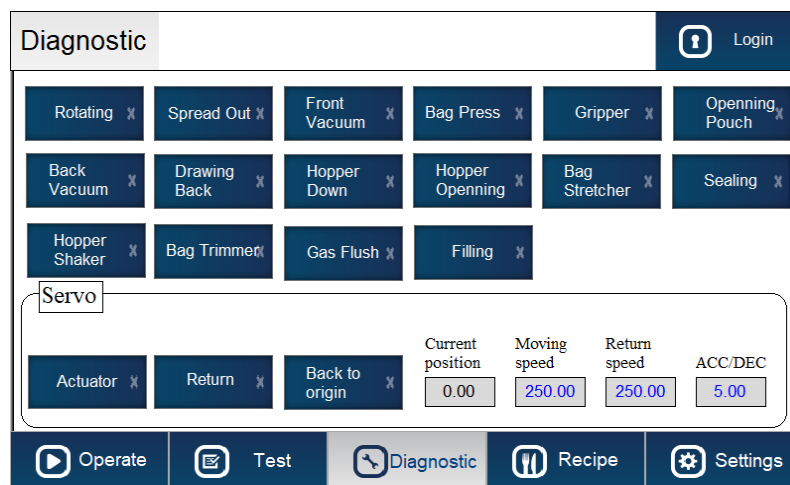 Diagnostic
Login
Rotating x
Spread Out x
Front
Vacuum x
Bag Press x
Gripper x
Openning
Pouch x
Back
Vacuum x
Drawing
Back x
Hopper
Down x
Hopper
Openning x
Bag
Stretcher x
Sealing x
Hopper
Shaker x
Bag Trimmer x
Gas Flush x
Filling x
Servo
Actuator x
Return x
Back to
origin x
Current
position
0.00
Moving
speed
250.00
Return
speed
250.00
ACC/DEC
5.00
Operate
Test
Diagnostic
Recipe
Settings